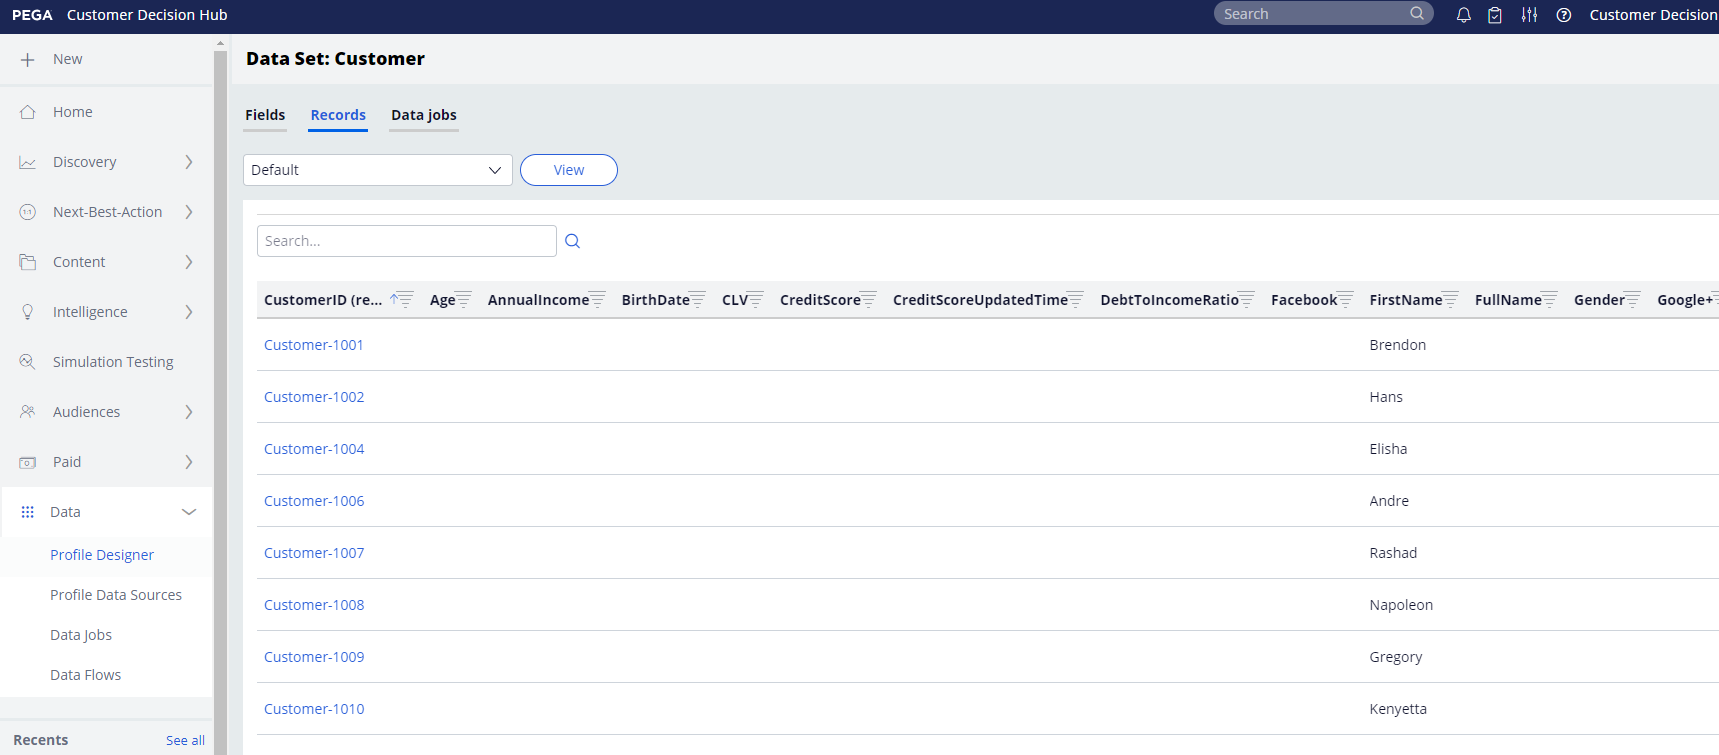 PEGA Customer Decision Hub Search Customer Decision
New
Home
Discovery
Next-Best-Action
Content
Intelligence
Simulation Testing
Audiences
Paid
Data
Profile Designer
Profile Data Sources
Data Jobs
Data Flows
Recents See all
Data Set: Customer
Fields Records Data jobs
Default View
Search...
CustomerID (re... Age AnnualIncome BirthDate CLV CreditScore CreditScoreUpdatedTime DebtToIncomeRatio Facebook FirstName FullName Gender Google+
Customer-1001 Brendon
Customer-1002 Hans
Customer-1004 Elisha
Customer-1006 Andre
Customer-1007 Rashad
Customer-1008 Napoleon
Customer-1009 Gregory
Customer-1010 Kenyetta